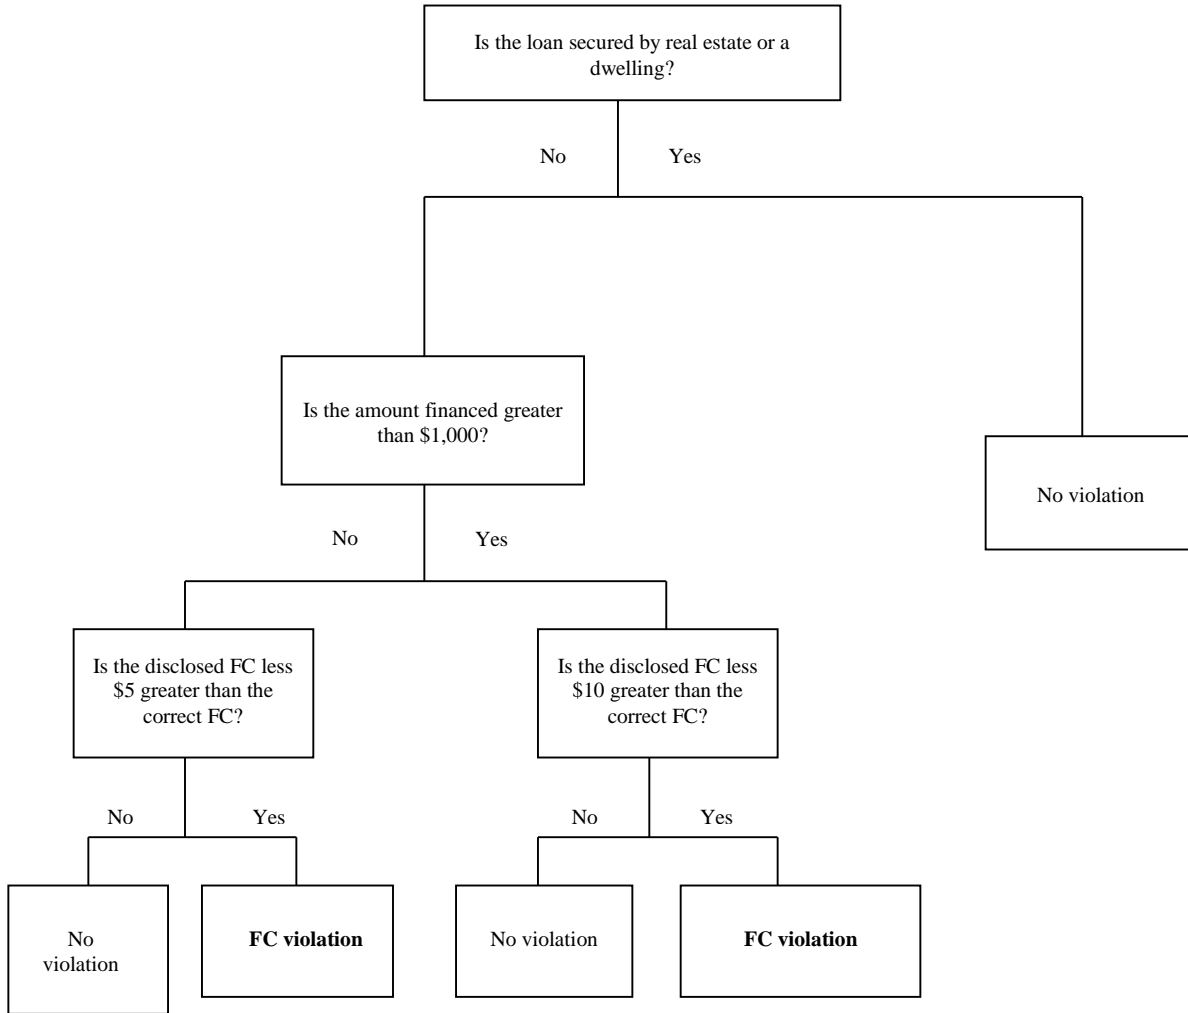 Is the loan secured by real estate or a
dwelling?
No
Yes
Is the amount financed greater
than $1,000?
No violation
No
Yes
Is the disclosed FC less
$5 greater than the
correct FC?
Is the disclosed FC less
$10 greater than the
correct FC?
No
Yes
No
Yes
No
violation
FC violation
No violation
FC violation